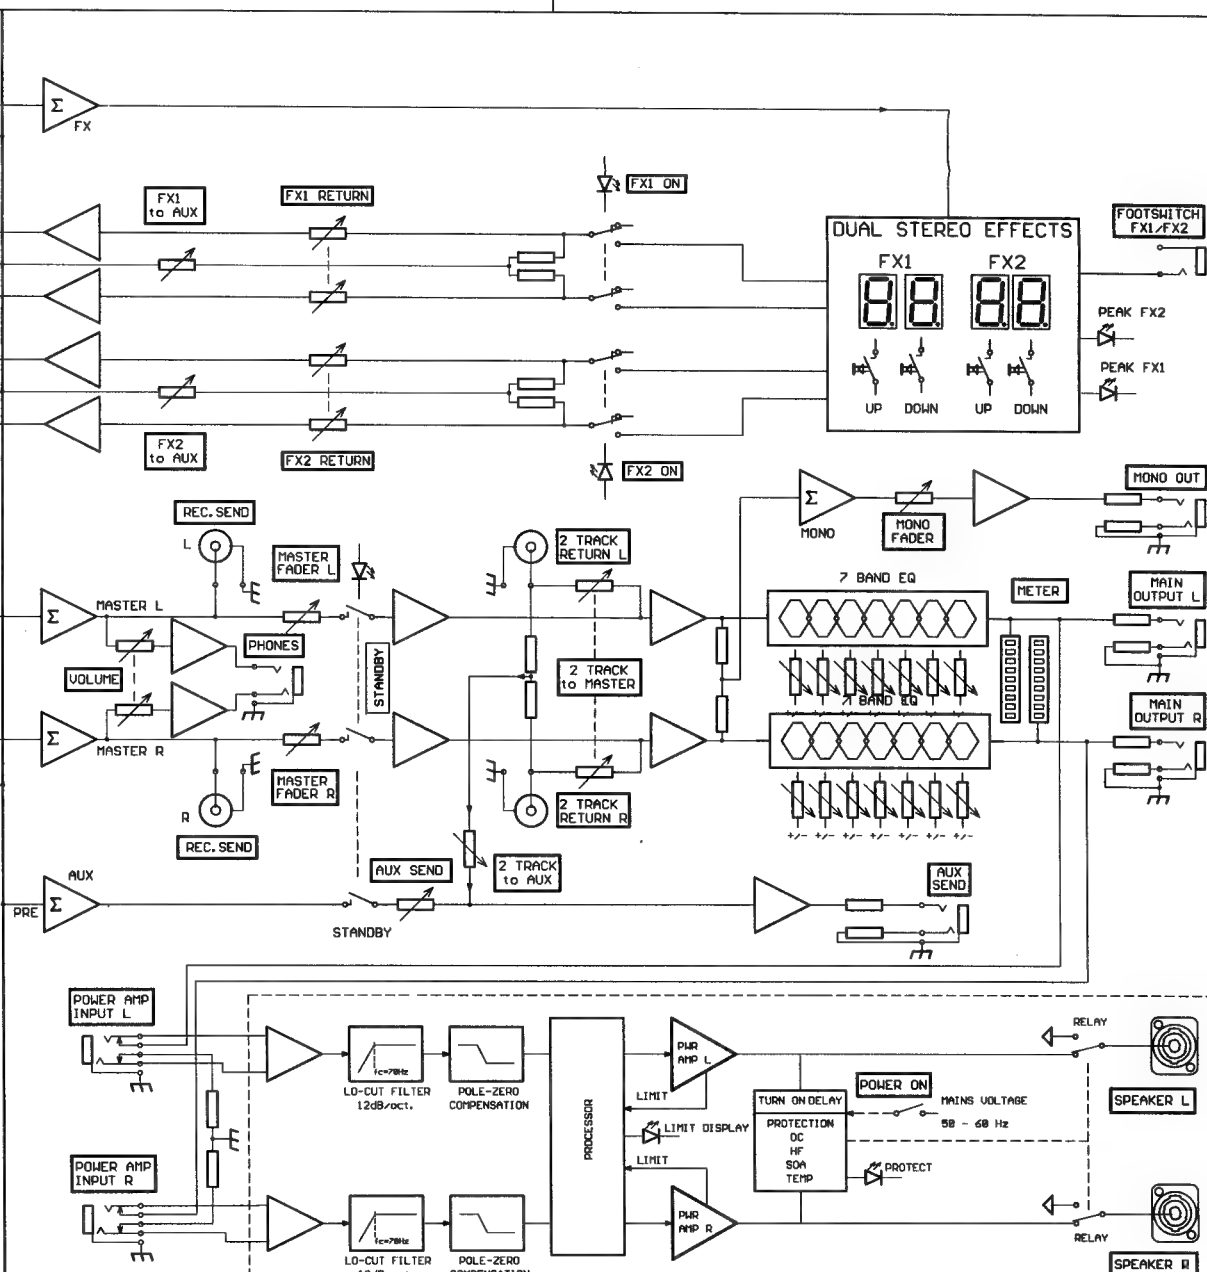 Σ
FX
FX1
to AUX
FX1 RETURN
FX1 ON
DUAL STEREO EFFECTS
FX1
FX2
88
88
UP
DOWN
UP
DOWN
FOOTSWITCH
FX1/FX2
PEAK FX2
PEAK FX1
FX2
to AUX
FX2 RETURN
FX2 ON
REC.SEND
L
MASTER
FADER L
2 TRACK
RETURN L
Σ
MONO
MONO
FADER
MONO OUT
7 BAND EQ
METER
MAIN
OUTPUT L
Σ
MASTER L
PHONES
VOLUME
STANDBY
2 TRACK
to MASTER
7 BAND EQ
MAIN
OUTPUT R
Σ
MASTER R
MASTER
FADER R
2 TRACK
RETURN R
R
REC.SEND
+/- +/- +/- +/- +/- +/- +/-
AUX
PRE
Σ
STANDBY
AUX SEND
2 TRACK
to AUX
AUX
SEND
POWER AMP
INPUT L
fc=70Hz
LO-CUT FILTER
12dB/oct.
POLE-ZERO
COMPENSATION
PROCESSOR
PWR
AMP L
LIMIT
LIMIT DISPLAY
LIMIT
PWR
AMP R
TURN ON DELAY
PROTECTION
DC
HF
SOA
TEMP
POWER ON
MAINS VOLTAGE
50 - 60 Hz
PROTECT
RELAY
SPEAKER L
POWER AMP
INPUT R
fc=70Hz
LO-CUT FILTER
POLE-ZERO
RELAY
SPEAKER R